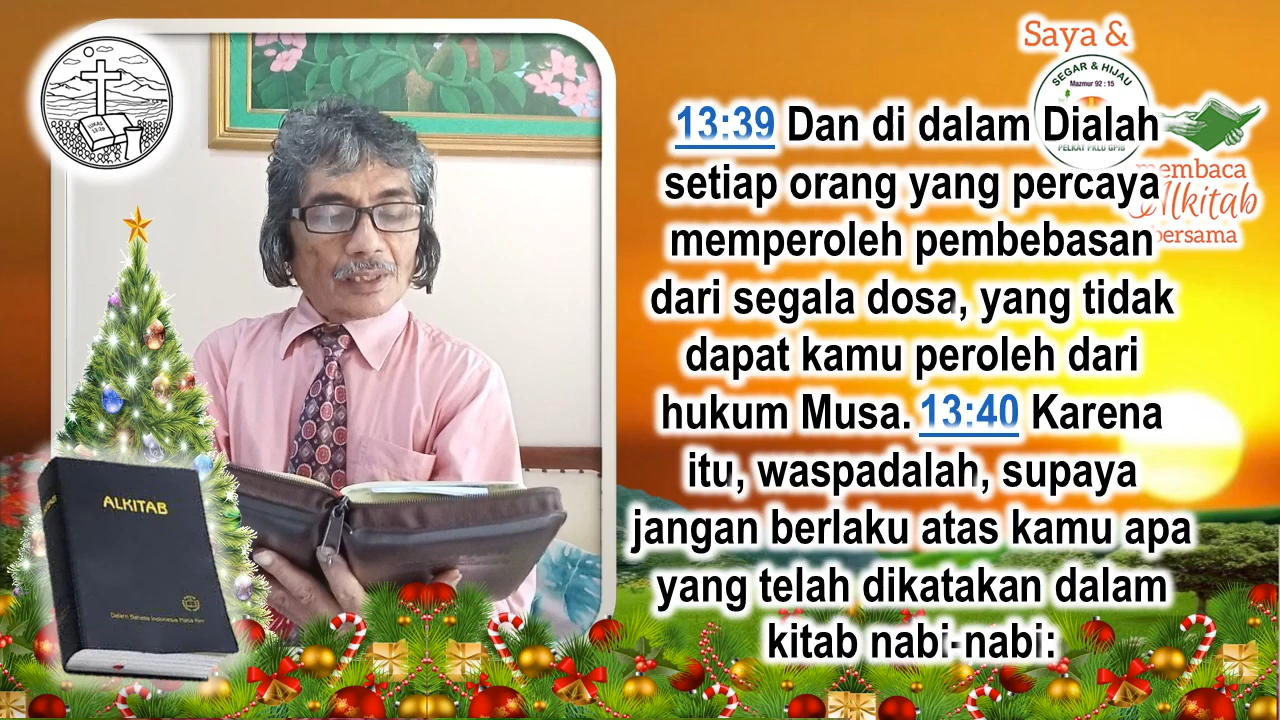 Saya &
SEGAR & HIJAU
Mazmur 92 : 15
PELKAT PKLU GPIB
membaca
Alkitab
bersama
13:39 Dan di dalam Dialah
setiap orang yang percaya
memperoleh pembebasan
dari segala dosa, yang tidak
dapat kamu peroleh dari
hukum Musa. 13:40 Karena
itu, waspadalah, supaya
jangan berlaku atas kamu apa
yang telah dikatakan dalam
kitab nabi-nabi:
ALKITAB